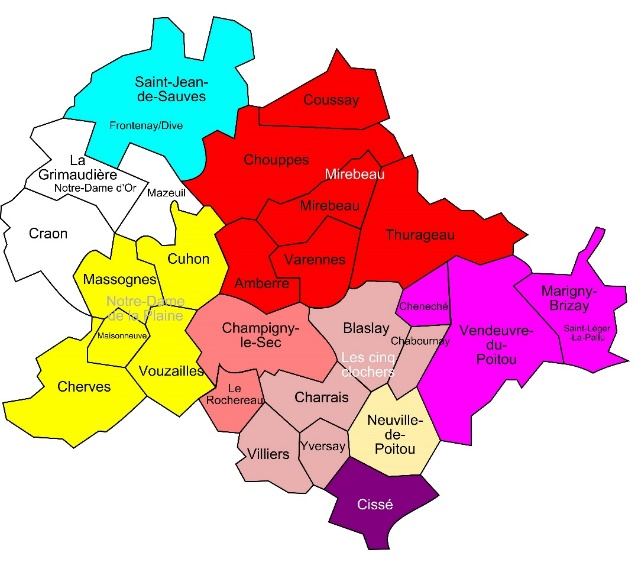 Saint-Jean-
de-Sauves
Frontenay/Dive
Coussay
La
Grimaudière
Notre-Dame d'Or
Mazeuil
Chouppes
Mirebeau
Mirebeau
Craon
Thurageau
Cuhon
Varennes
Massognes
Amberre
Notre-Dame
de la Plaine
Cheneché
Marigny-
Brizay
Champigny-
le-Sec
Blaslay
Vendeuvre-
du-
Poitou
Saint-Léger
-La-Pallu
Maisonneuve
Chabournay
Les cinq
clochers
Vouzailles
Cherves
Le
Rochereau
Charrais
Neuville-
de-
Poitou
Villiers
Yversay
Cissé